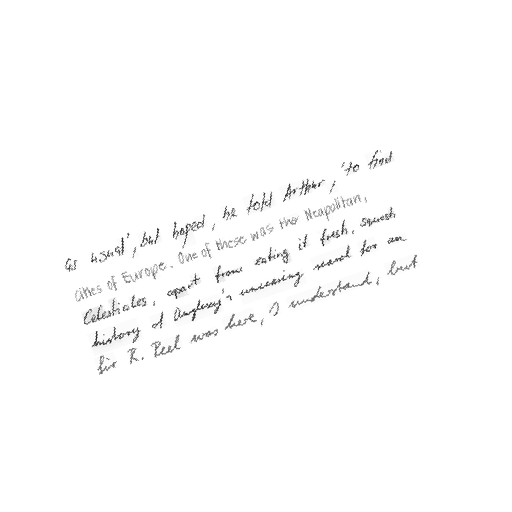 as usual', but hoped, he told Arthur, 'to find
cities of Europe. One of these was the Neapolitan,
Celestiales, apart from eating it fresh, squash
history of Anglesey's unceasing search for an
Sir R. Peel was here, I understand, but